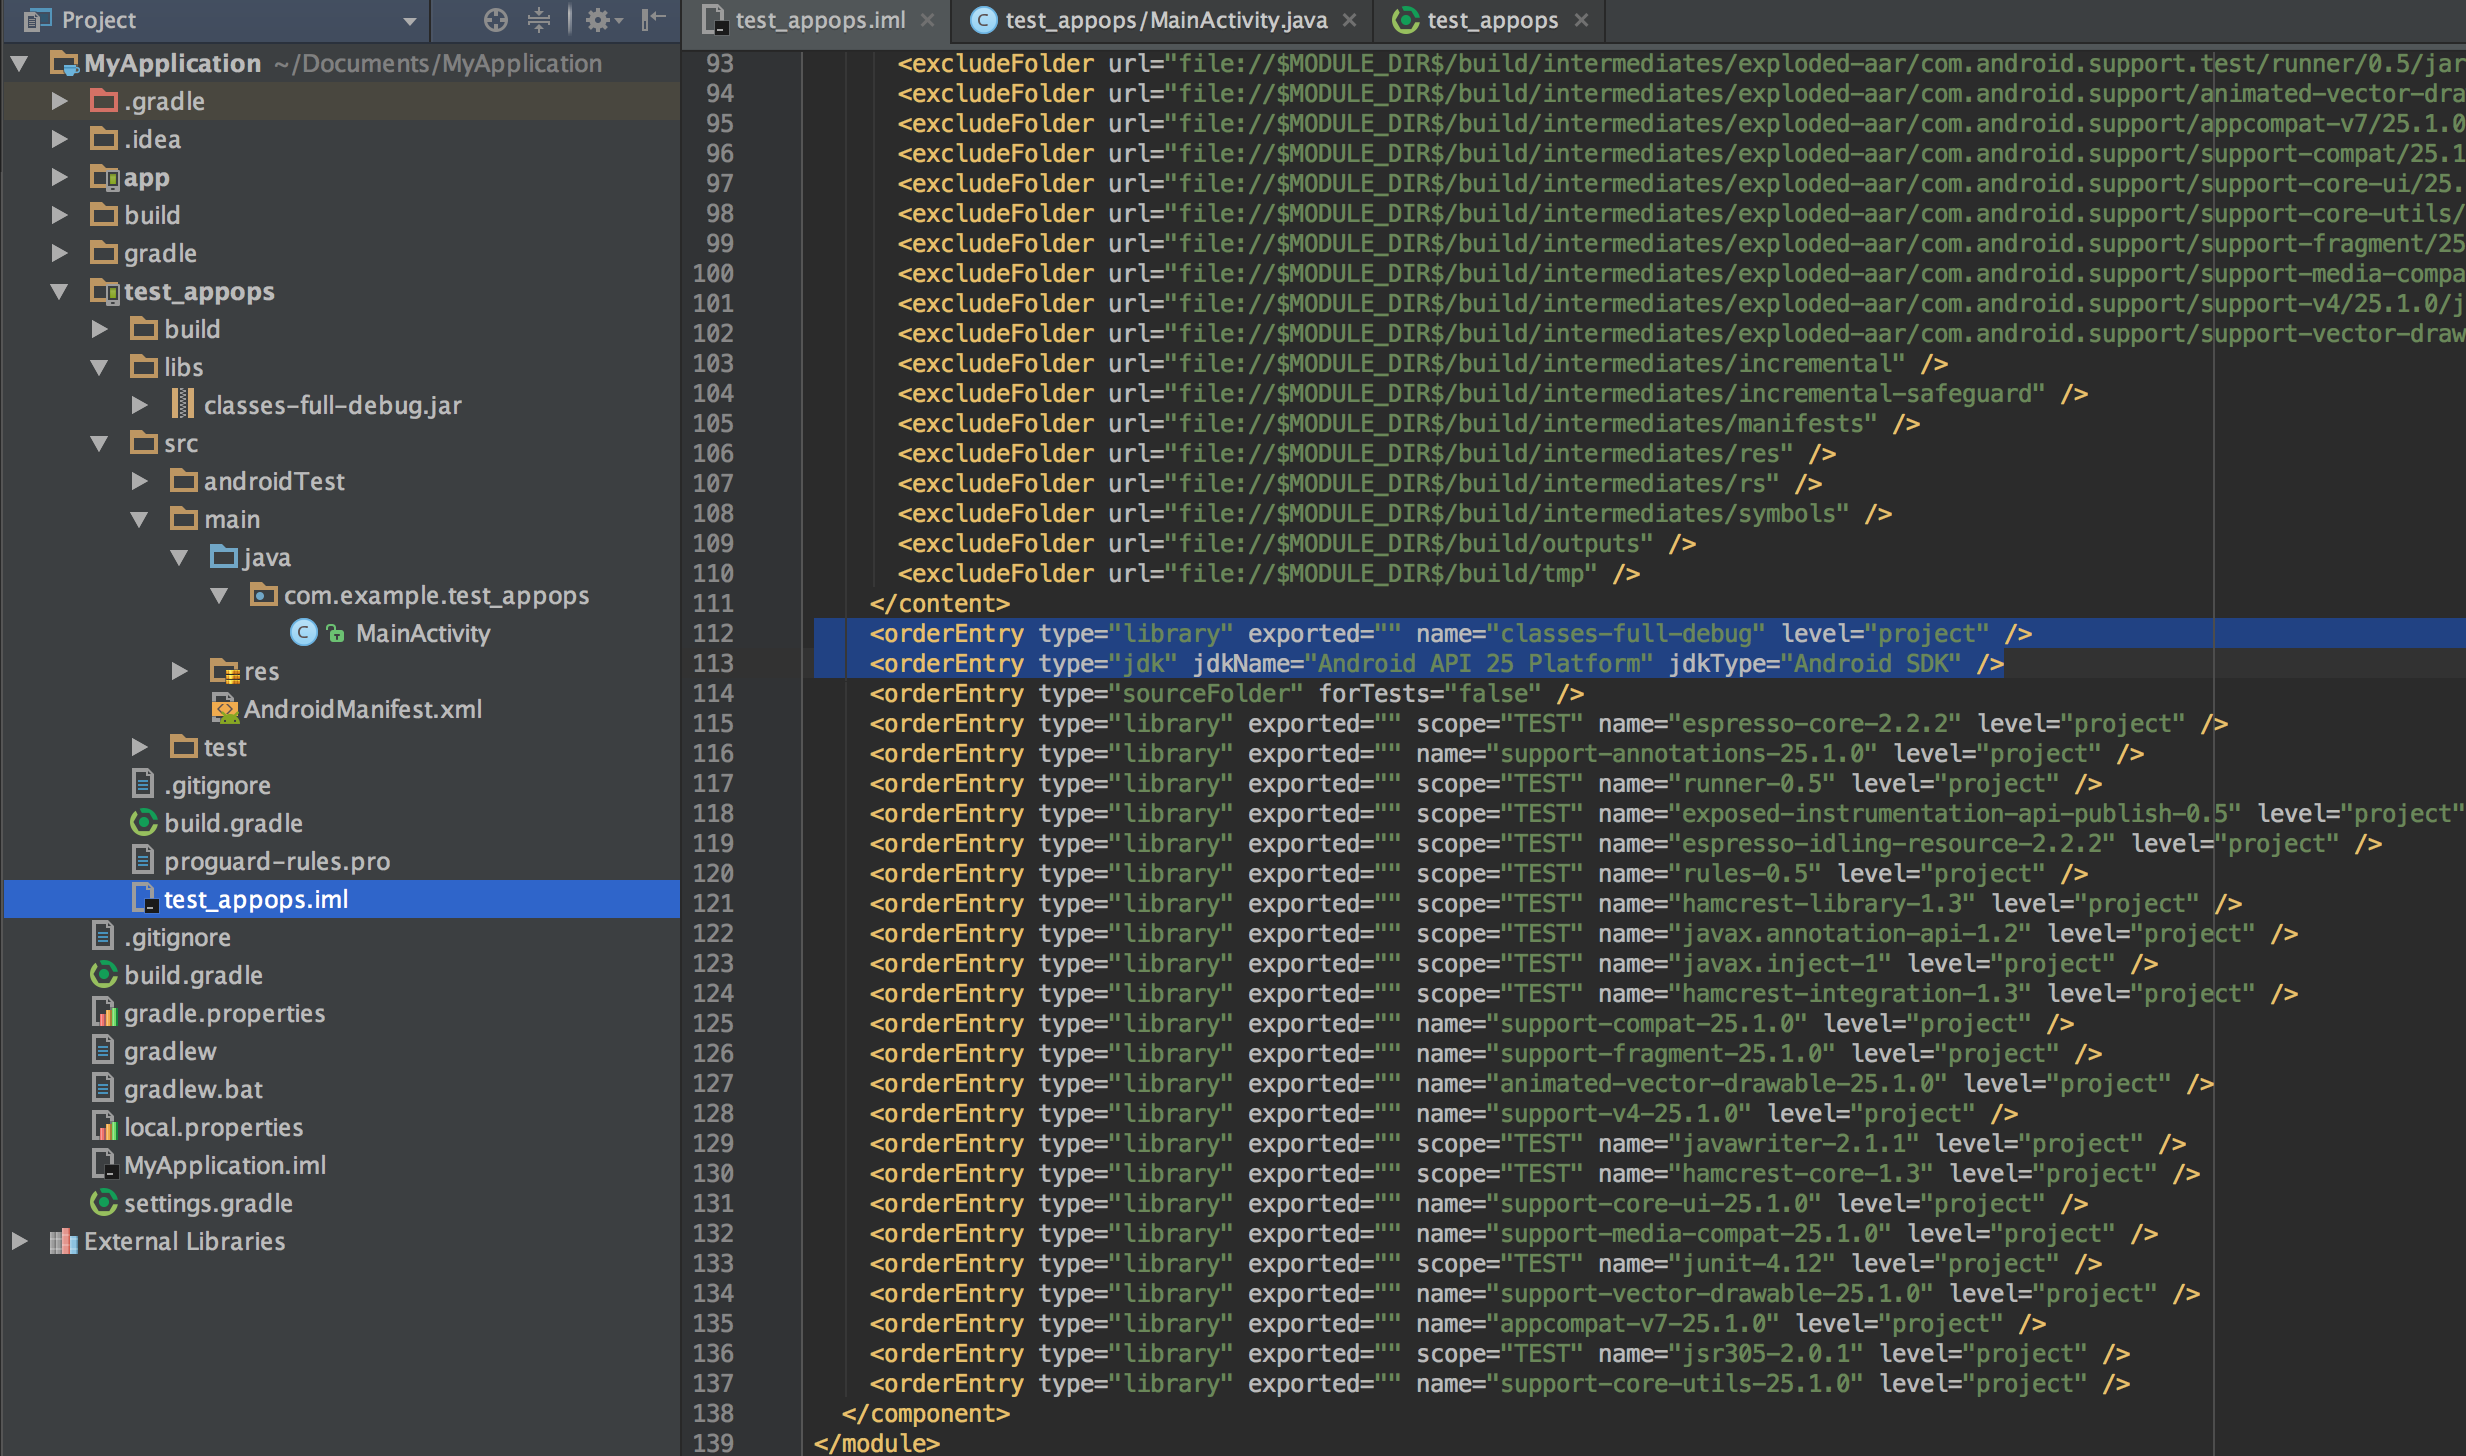 Project
MyApplication ~/Documents/MyApplication
.gradle
.idea
app
build
gradle
test_appops
build
libs
classes-full-debug.jar
src
androidTest
main
java
com.example.test_appops
MainActivity
res
AndroidManifest.xml
test
.gitignore
build.gradle
proguard-rules.pro
test_appops.iml
.gitignore
build.gradle
gradle.properties
gradlew
gradlew.bat
local.properties
MyApplication.iml
settings.gradle
External Libraries
test_appops.iml
test_appops/MainActivity.java
test_appops
93 <excludeFolder url="file://$MODULE_DIR$/build/intermediates/exploded-aar/com.android.support.test/runner/0.5/jar
94 <excludeFolder url="file://$MODULE_DIR$/build/intermediates/exploded-aar/com.android.support/animated-vector-dra
95 <excludeFolder url="file://$MODULE_DIR$/build/intermediates/exploded-aar/com.android.support/appcompat-v7/25.1.0
96 <excludeFolder url="file://$MODULE_DIR$/build/intermediates/exploded-aar/com.android.support/support-compat/25.1
97 <excludeFolder url="file://$MODULE_DIR$/build/intermediates/exploded-aar/com.android.support/support-core-ui/25.
98 <excludeFolder url="file://$MODULE_DIR$/build/intermediates/exploded-aar/com.android.support/support-core-utils/
99 <excludeFolder url="file://$MODULE_DIR$/build/intermediates/exploded-aar/com.android.support/support-fragment/25
100 <excludeFolder url="file://$MODULE_DIR$/build/intermediates/exploded-aar/com.android.support/support-media-compa
101 <excludeFolder url="file://$MODULE_DIR$/build/intermediates/exploded-aar/com.android.support/support-v4/25.1.0/j
102 <excludeFolder url="file://$MODULE_DIR$/build/intermediates/exploded-aar/com.android.support/support-vector-draw
103 <excludeFolder url="file://$MODULE_DIR$/build/intermediates/incremental" />
104 <excludeFolder url="file://$MODULE_DIR$/build/intermediates/incremental-safeguard" />
105 <excludeFolder url="file://$MODULE_DIR$/build/intermediates/manifests" />
106 <excludeFolder url="file://$MODULE_DIR$/build/intermediates/res" />
107 <excludeFolder url="file://$MODULE_DIR$/build/intermediates/rs" />
108 <excludeFolder url="file://$MODULE_DIR$/build/intermediates/symbols" />
109 <excludeFolder url="file://$MODULE_DIR$/build/outputs" />
110 <excludeFolder url="file://$MODULE_DIR$/build/tmp" />
111 </content>
112 <orderEntry type="library" exported="" name="classes-full-debug" level="project" />
113 <orderEntry type="jdk" jdkName="Android API 25 Platform" jdkType="Android SDK" />
114 <orderEntry type="sourceFolder" forTests="false" />
115 <orderEntry type="library" exported="" scope="TEST" name="espresso-core-2.2.2" level="project" />
116 <orderEntry type="library" exported="" name="support-annotations-25.1.0" level="project" />
117 <orderEntry type="library" exported="" scope="TEST" name="runner-0.5" level="project" />
118 <orderEntry type="library" exported="" scope="TEST" name="exposed-instrumentation-api-publish-0.5" level="project"
119 <orderEntry type="library" exported="" scope="TEST" name="espresso-idling-resource-2.2.2" level="project" />
120 <orderEntry type="library" exported="" scope="TEST" name="rules-0.5" level="project" />
121 <orderEntry type="library" exported="" scope="TEST" name="hamcrest-library-1.3" level="project" />
122 <orderEntry type="library" exported="" scope="TEST" name="javax.annotation-api-1.2" level="project" />
123 <orderEntry type="library" exported="" scope="TEST" name="javax.inject-1" level="project" />
124 <orderEntry type="library" exported="" scope="TEST" name="hamcrest-integration-1.3" level="project" />
125 <orderEntry type="library" exported="" name="support-compat-25.1.0" level="project" />
126 <orderEntry type="library" exported="" name="support-fragment-25.1.0" level="project" />
127 <orderEntry type="library" exported="" name="animated-vector-drawable-25.1.0" level="project" />
128 <orderEntry type="library" exported="" name="support-v4-25.1.0" level="project" />
129 <orderEntry type="library" exported="" scope="TEST" name="javawriter-2.1.1" level="project" />
130 <orderEntry type="library" exported="" scope="TEST" name="hamcrest-core-1.3" level="project" />
131 <orderEntry type="library" exported="" name="support-core-ui-25.1.0" level="project" />
132 <orderEntry type="library" exported="" name="support-media-compat-25.1.0" level="project" />
133 <orderEntry type="library" exported="" scope="TEST" name="junit-4.12" level="project" />
134 <orderEntry type="library" exported="" name="support-vector-drawable-25.1.0" level="project" />
135 <orderEntry type="library" exported="" name="appcompat-v7-25.1.0" level="project" />
136 <orderEntry type="library" exported="" scope="TEST" name="jsr305-2.0.1" level="project" />
137 <orderEntry type="library" exported="" name="support-core-utils-25.1.0" level="project" />
138 </component>
139 </module>